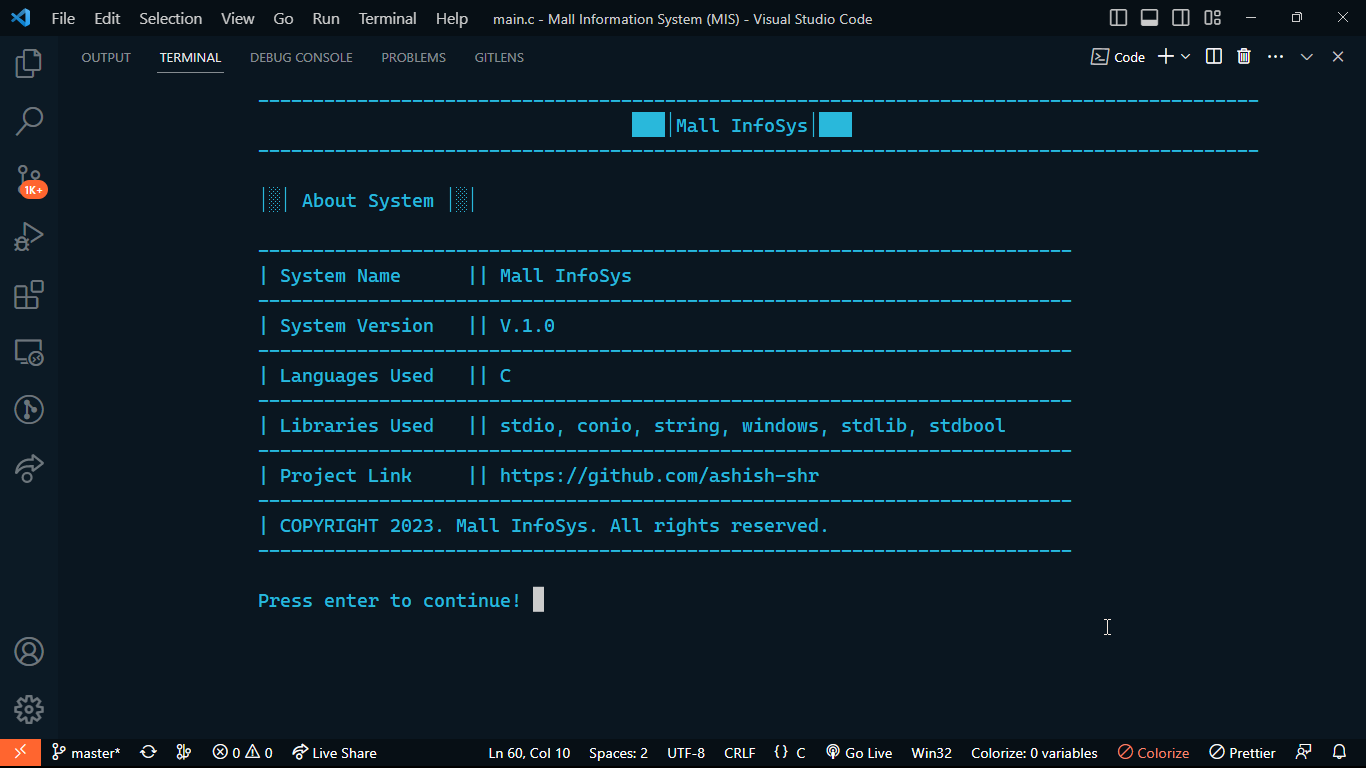 File Edit Selection View Go Run Terminal Help main.c - Mall Information System (MIS) - Visual Studio Code
OUTPUT TERMINAL DEBUG CONSOLE PROBLEMS GITLENS Code
Mall InfoSys
1K+
About System
| System Name || Mall InfoSys
| System Version || V.1.0
| Languages Used || C
| Libraries Used || stdio, conio, string, windows, stdlib, stdbool
| Project Link || https://github.com/ashish-shr
| COPYRIGHT 2023. Mall InfoSys. All rights reserved.
Press enter to continue!
master* 0 0 Live Share Ln 60, Col 10 Spaces: 2 UTF-8 CRLF {} C Go Live Win32 Colorize: 0 variables Colorize Prettier